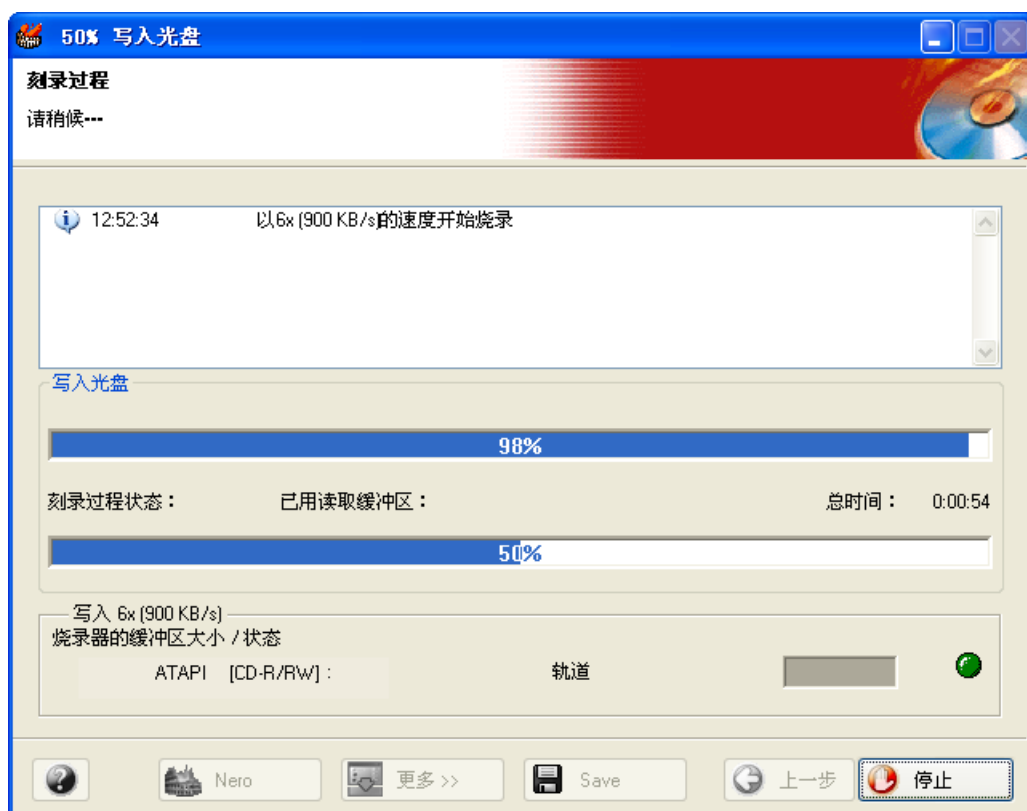 50% 写入光盘
刻录过程
请稍候---
12:52:34 以6x (900 KB/s)的速度开始烧录
写入光盘
98%
刻录过程状态： 已用读取缓冲区： 总时间： 0:00:54
50%
写入 6x (900 KB/s)
烧录器的缓冲区大小 / 状态
ATAPI [CD-R/RW] : 轨道
? Nero 更多 >> Save 上一步 停止